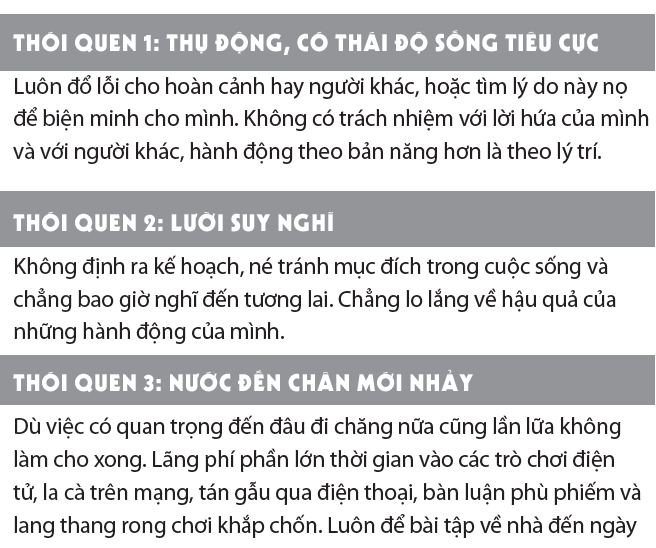 THÓI QUEN 1: THỤ ĐỘNG, CÓ THÁI ĐỘ SỐNG TIÊU CỰC
Luôn đổ lỗi cho hoàn cảnh hay người khác, hoặc tìm lý do này nọ
để biện minh cho mình. Không có trách nhiệm với lời hứa của mình
và với người khác, hành động theo bản năng hơn là theo lý trí.
THÓI QUEN 2: LƯỜI SUY NGHĨ
Không định ra kế hoạch, né tránh mục đích trong cuộc sống và
chẳng bao giờ nghĩ đến tương lai. Chẳng lo lắng về hậu quả của
những hành động của mình.
THÓI QUEN 3: NƯỚC ĐẾN CHÂN MỚI NHẢY
Dù việc có quan trọng đến đâu đi chăng nữa cũng lần lữa không
làm cho xong. Lãng phí phần lớn thời gian vào các trò chơi điện
tử, la cà trên mạng, tán gẫu qua điện thoại, bàn luận phù phiếm và
lang thang rong chơi khắp chốn. Luôn để bài tập về nhà đến ngày